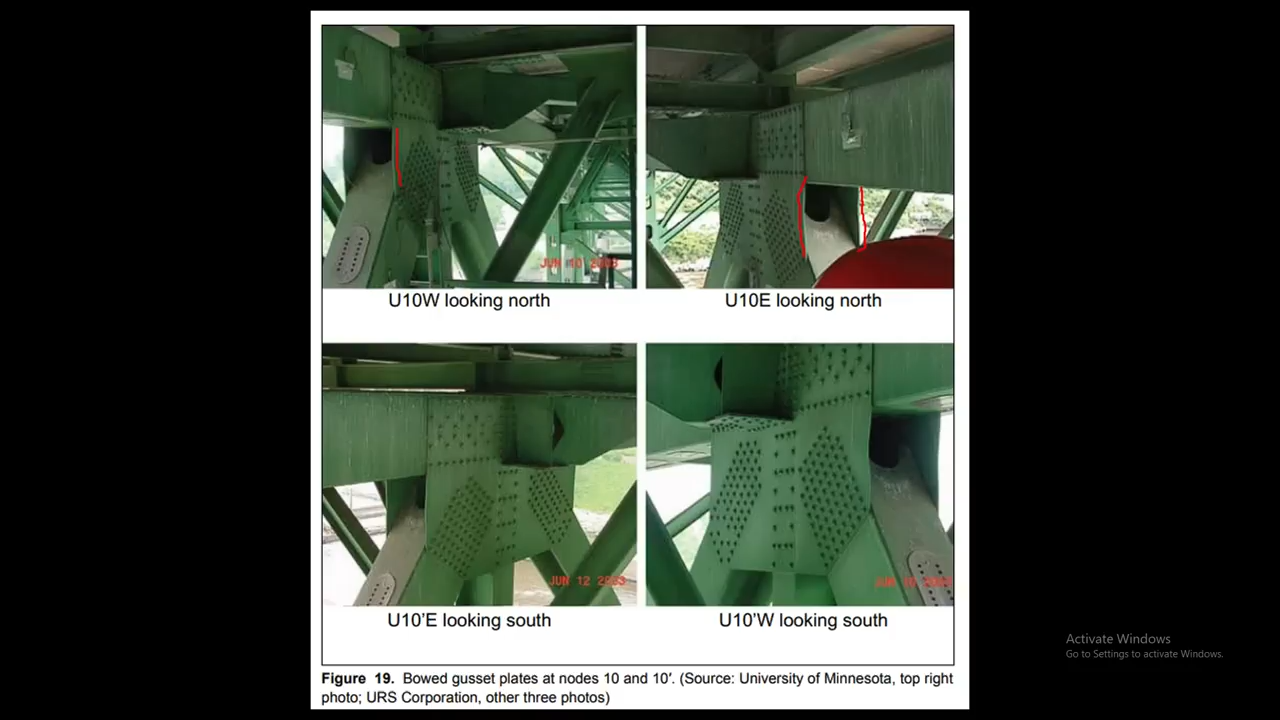 JUN 10 2003
U10W looking north
U10E looking north
JUN 12 2003
U10'E looking south
U10'W looking south
Figure 19. Bowed gusset plates at nodes 10 and 10′. (Source: University of Minnesota, top right
photo; URS Corporation, other three photos)
Activate Windows
Go to Settings to activate Windows.